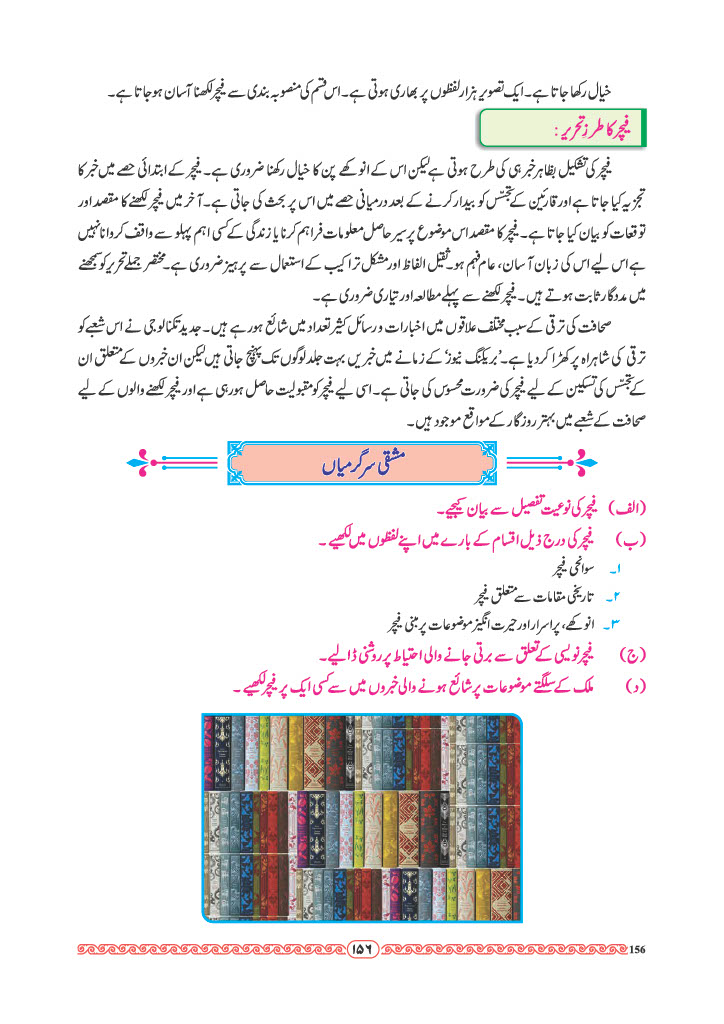 خیال رکھا جاتا ہے۔ ایک تصویر ہزار لفظوں پر بھاری ہوتی ہے۔ اس قسم کی منصوبہ بندی سے فیچر لکھنا آسان ہو جاتا ہے۔
فیچر کا طرزِ تحریر :
فیچر کی تشکیل بظاہر خبر ہی کی طرح ہوتی ہے لیکن اس کے انوکھے پن کا خیال رکھنا ضروری ہے۔ فیچر کے ابتدائی حصے میں خبر کا
تجزیہ کیا جاتا ہے اور قارئین کے تجسّس کو بیدار کرنے کے بعد درمیانی حصے میں اس پر بحث کی جاتی ہے۔ آخر میں فیچر لکھنے کا مقصد اور
توقعات کو بیان کیا جاتا ہے۔ فیچر کا مقصد اس موضوع پر سیر حاصل معلومات فراہم کرنا یا زندگی کے کسی اہم پہلو سے واقف کروانا نہیں
ہے اس لیے اس کی زبان آسان، عام فہم ہو۔ ثقیل الفاظ اور مشکل تراکیب کے استعمال سے پرہیز ضروری ہے۔ مختصر جملے تحریر کو سمجھنے
میں مددگار ثابت ہوتے ہیں۔ فیچر لکھنے سے پہلے مطالعہ اور تیاری ضروری ہے۔
صحافت کی ترقی کے سبب مختلف علاقوں میں اخبارات و رسائل کثیر تعداد میں شائع ہو رہے ہیں۔ جدید تکنالوجی نے اس شعبے کو
ترقی کی شاہراہ پر کھڑا کر دیا ہے۔ 'بریکنگ نیوز' کے زمانے میں خبریں بہت جلد لوگوں تک پہنچ جاتی ہیں لیکن ان خبروں کے متعلق ان
کے تجسّس کی تسکین کے لیے فیچر کی ضرورت محسوس کی جاتی ہے۔ اسی لیے فیچر کو مقبولیت حاصل ہو رہی ہے اور فیچر لکھنے والوں کے لیے
صحافت کے شعبے میں بہتر روزگار کے مواقع موجود ہیں۔
مشقی سرگرمیاں
(الف) فیچر کی نوعیت تفصیل سے بیان کیجیے۔
(ب) فیچر کی درج ذیل اقسام کے بارے میں اپنے لفظوں میں لکھیے۔
۱۔ سوانحی فیچر
۲۔ تاریخی مقامات سے متعلق فیچر
۳۔ انوکھے، پراسرار اور حیرت انگیز موضوعات پر مبنی فیچر
(ج) فیچر نویسی کے تعلق سے برتی جانے والی احتیاط پر روشنی ڈالیے۔
(د) ملک کے سلگتے موضوعات پر شائع ہونے والی خبروں میں سے کسی ایک پر فیچر لکھیے۔
۱۵۶
156